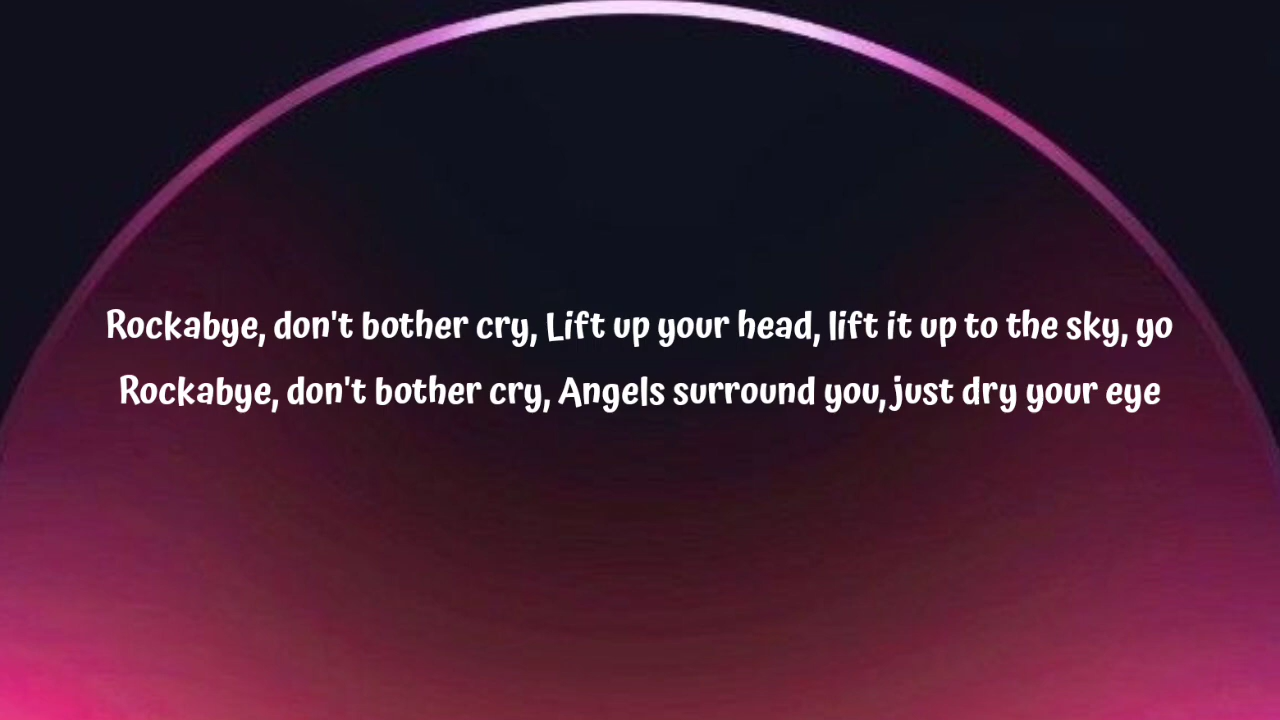 Rockabye, don't bother cry, Lift up your head, lift it up to the sky, yo
Rockabye, don't bother cry, Angels surround you, just dry your eye